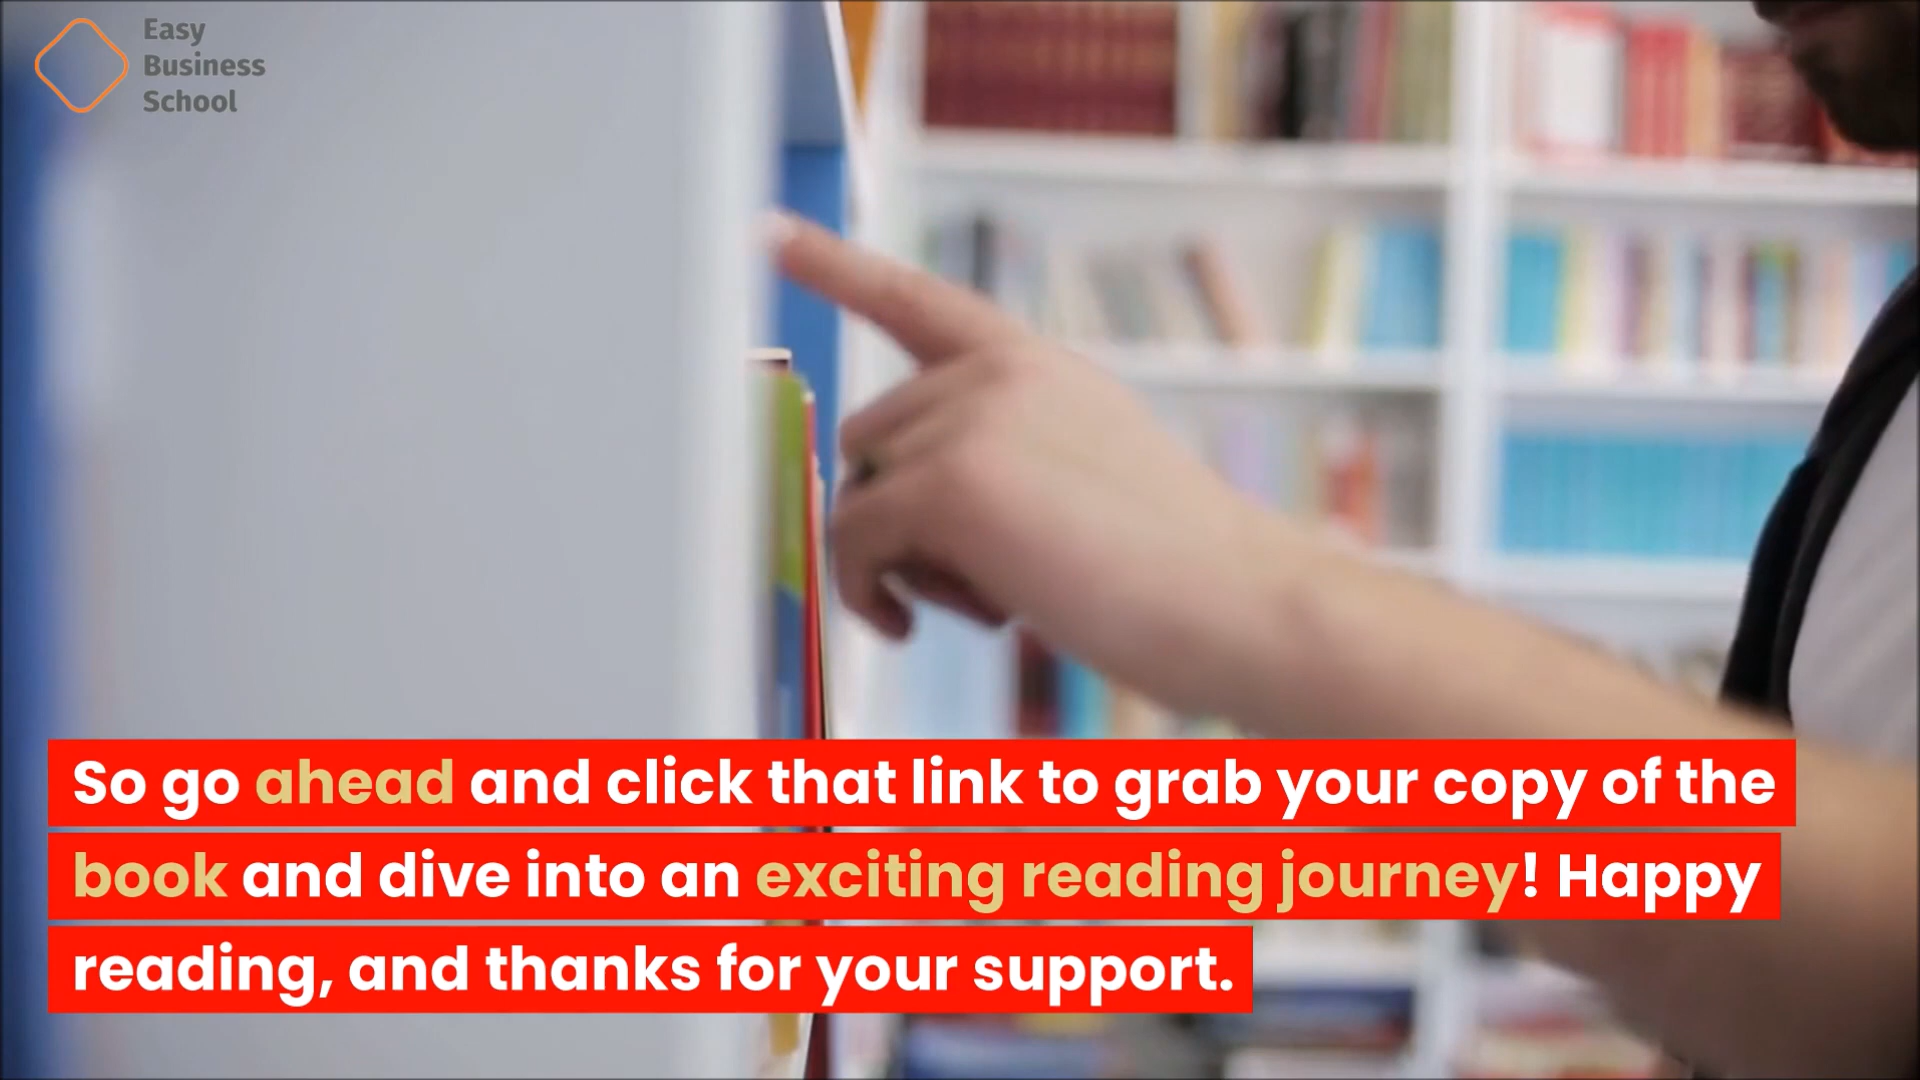 Easy
Business
School
So go ahead and click that link to grab your copy of the
book and dive into an exciting reading journey! Happy
reading, and thanks for your support.